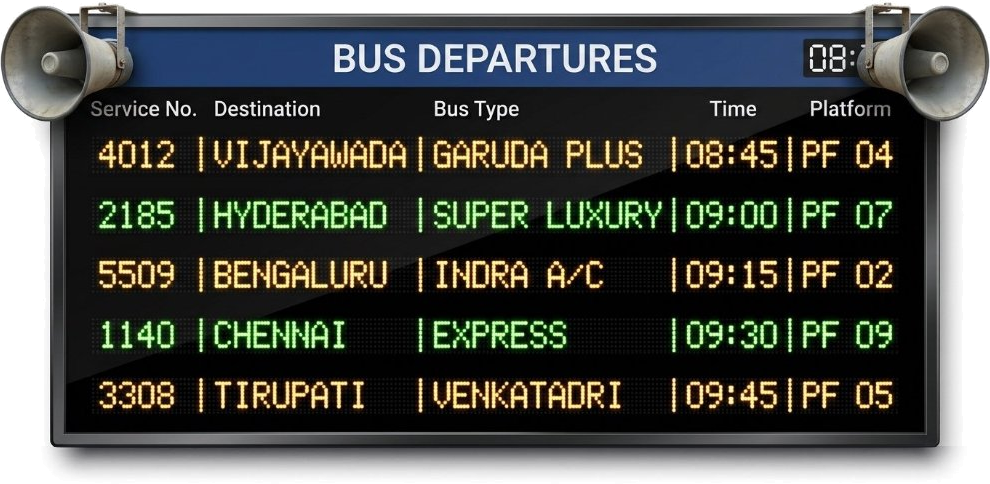 BUS DEPARTURES
Service No. Destination Bus Type Time Platform
4012 |VIJAYAWADA|GARUDA PLUS |08:45|PF 04
2185 |HYDERABAD |SUPER LUXURY|09:00|PF 07
5509 |BENGALURU |INDRA A/C |09:15|PF 02
1140 |CHENNAI |EXPRESS |09:30|PF 09
3308 |TIRUPATI |VENKATADRI |09:45|PF 05